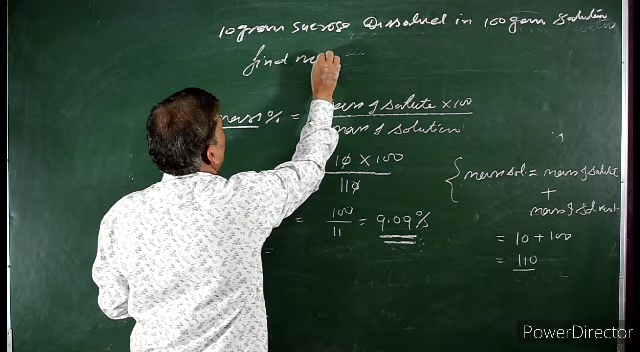 10 gram sucrose Dissolved in 100 gam solution
find
mass % = mass of solute × 100
mass of solution
10 × 100
110
= 100
11
= 9.09 %
mass sol = mass of solute
+
mass of solvent
= 10 + 100
= 110
PowerDirector